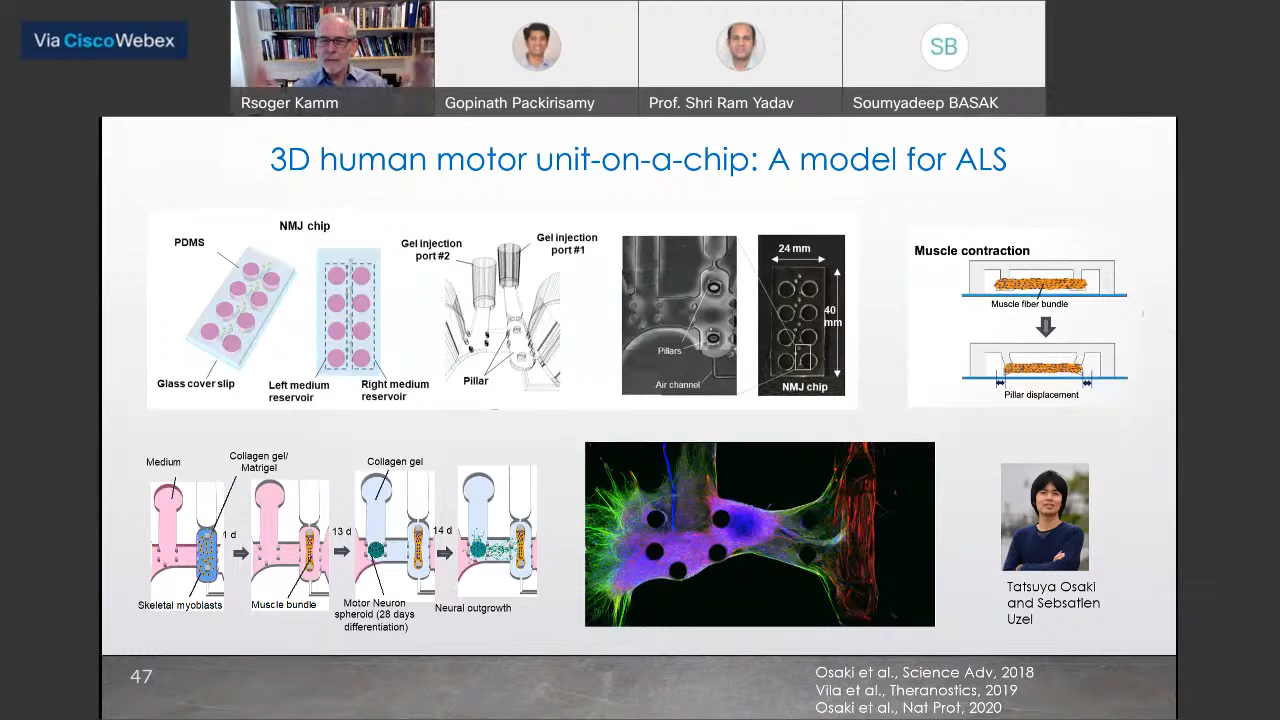 Via Cisco Webex
Rsoger Kamm
Gopinath Packirisamy
Prof. Shri Ram Yadav
SB
Soumyadeep BASAK
3D human motor unit-on-a-chip: A model for ALS
NMJ chip
PDMS
Glass cover slip
Left medium
reservoir
Right medium
reservoir
Gel injection
port #2
Gel injection
port #1
Pillar
Pillars
Air channel
24 mm
40
mm
NMJ chip
Muscle contraction
Muscle fiber bundle
Pillar displacement
Medium
Collagen gel/
Matrigel
1 d
Skeletal myoblasts
Muscle bundle
13 d
Collagen gel
Motor Neuron
spheroid (28 days
differentiation)
14 d
Neural outgrowth
Tatsuya Osaki
and Sebsatien
Uzel
47
Osaki et al., Science Adv, 2018
Vila et al., Theranostics, 2019
Osaki et al., Nat Prot, 2020